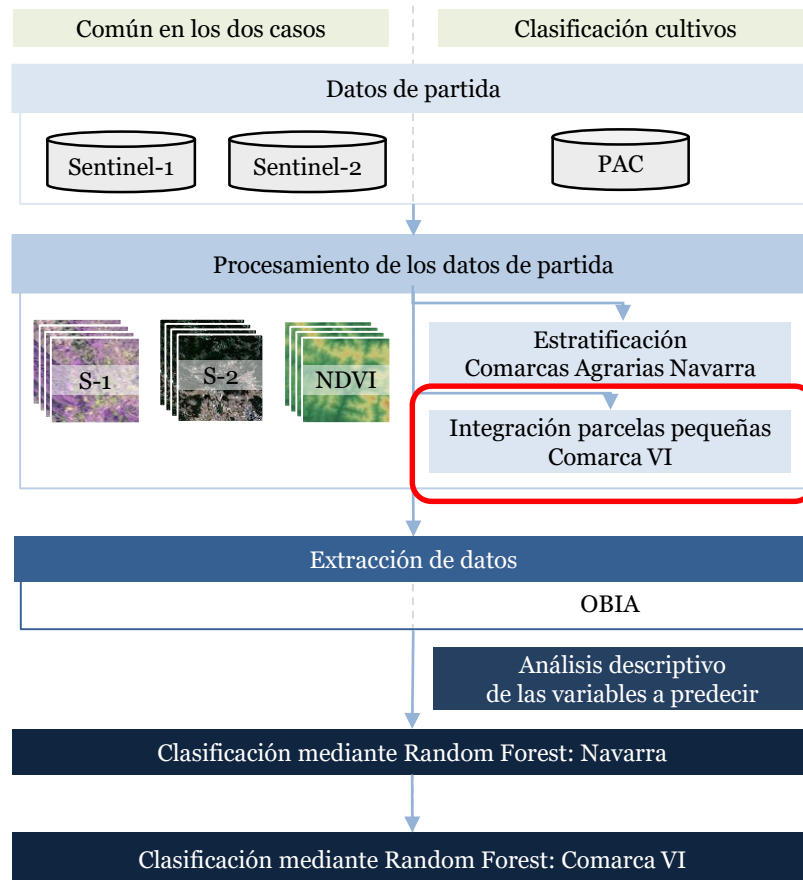 Común en los dos casos
Clasificación cultivos
Datos de partida
Sentinel-1
Sentinel-2
PAC
Procesamiento de los datos de partida
S-1
S-2
NDVI
Estratificación
Comarcas Agrarias Navarra
Integración parcelas pequeñas
Comarca VI
Extracción de datos
OBIA
Análisis descriptivo
de las variables a predecir
Clasificación mediante Random Forest: Navarra
Clasificación mediante Random Forest: Comarca VI